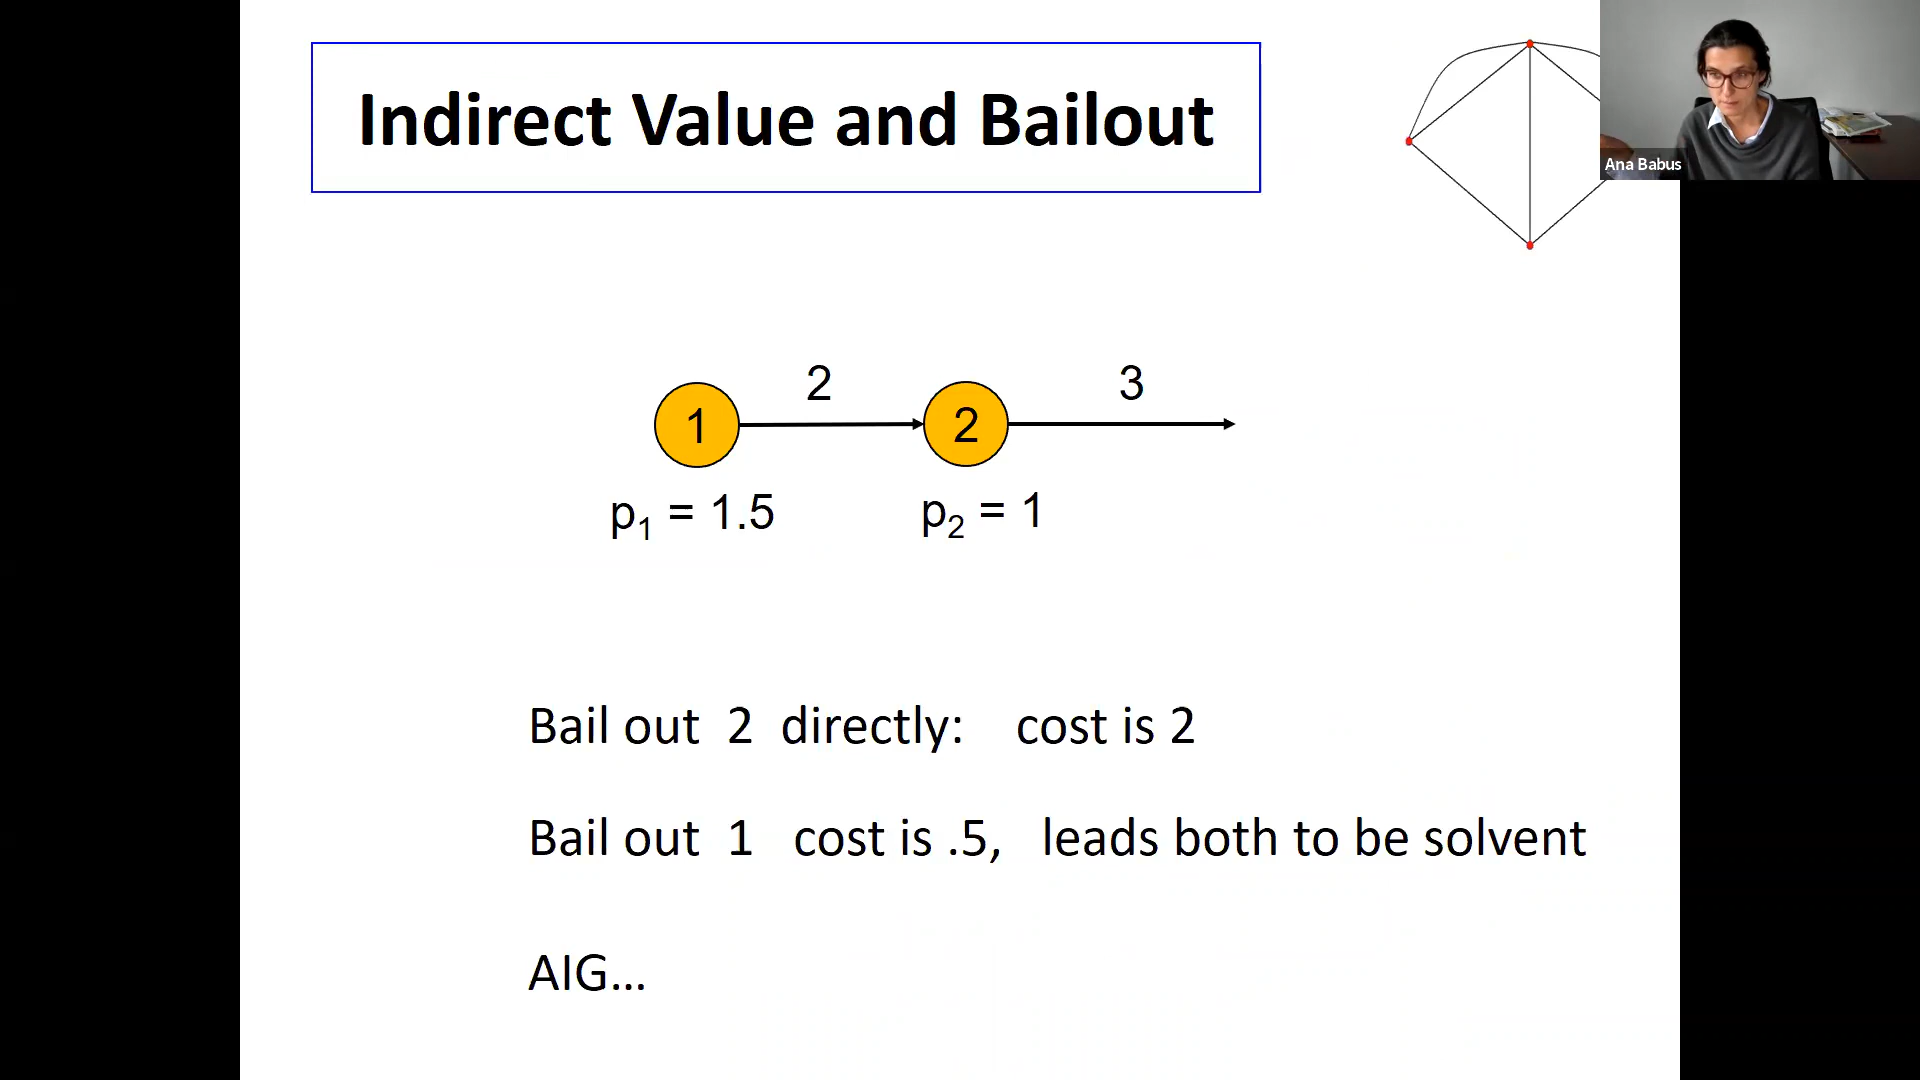 Indirect Value and Bailout
Ana Babus
2 3
1 2
p₁ = 1.5 p₂ = 1
Bail out 2 directly: cost is 2
Bail out 1 cost is .5, leads both to be solvent
AIG...